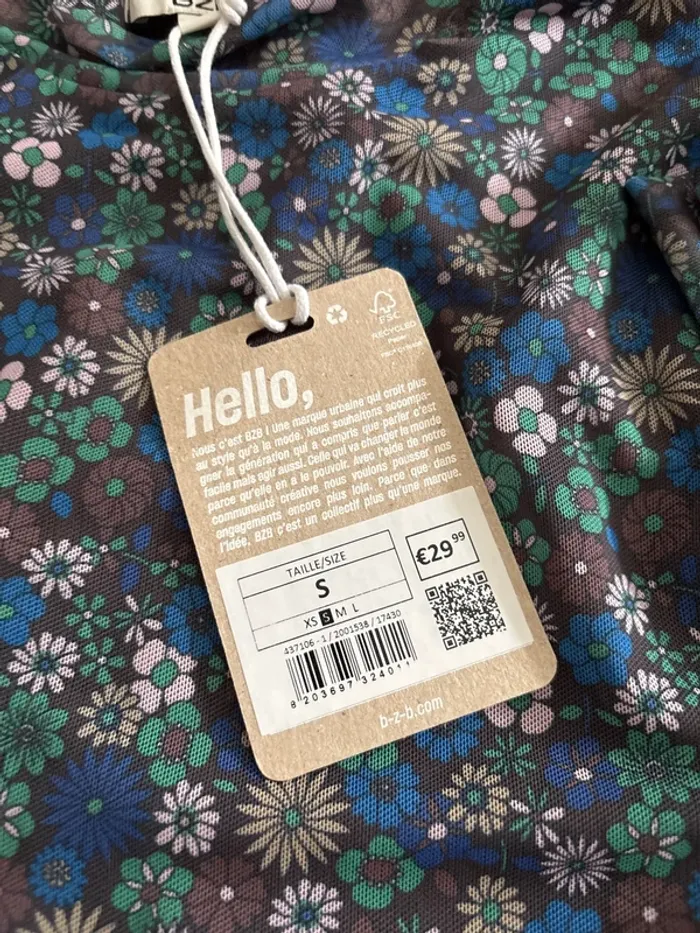 BZB
FSC
RECYCLED
Paper
Hello,
Nous c'est BZB ! Une marque urbaine qui croit plus
au style qu'à la mode. Nous souhaitons accompa-
gner la génération qui a compris que parler c'est
facile mais agir aussi. Celle qui va changer le monde
parce qu'elle en a le pouvoir. Avec l'aide de notre
communauté créative nous voulons pousser nos
engagements encore plus loin. Parce que dans
l'idée, BZB c'est un collectif plus qu'une marque.
TAILLE/SIZE
S
XS S M L
€29⁹⁹
437106 - 1 / 2001538 / 17430
8 203697 324011
b-z-b.com